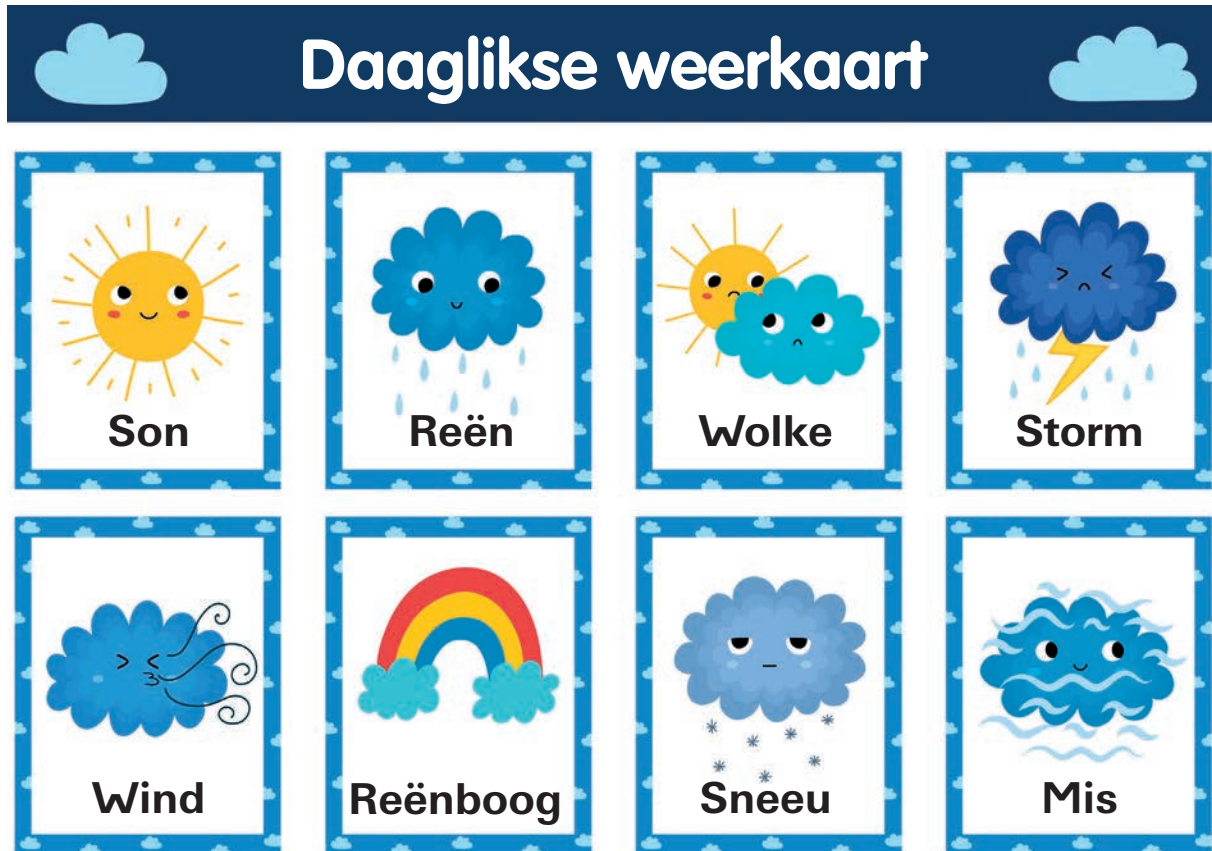 Daaglikse weerkaart
Son
Reën
Wolke
Storm
Wind
Reënboog
Sneeu
Mis